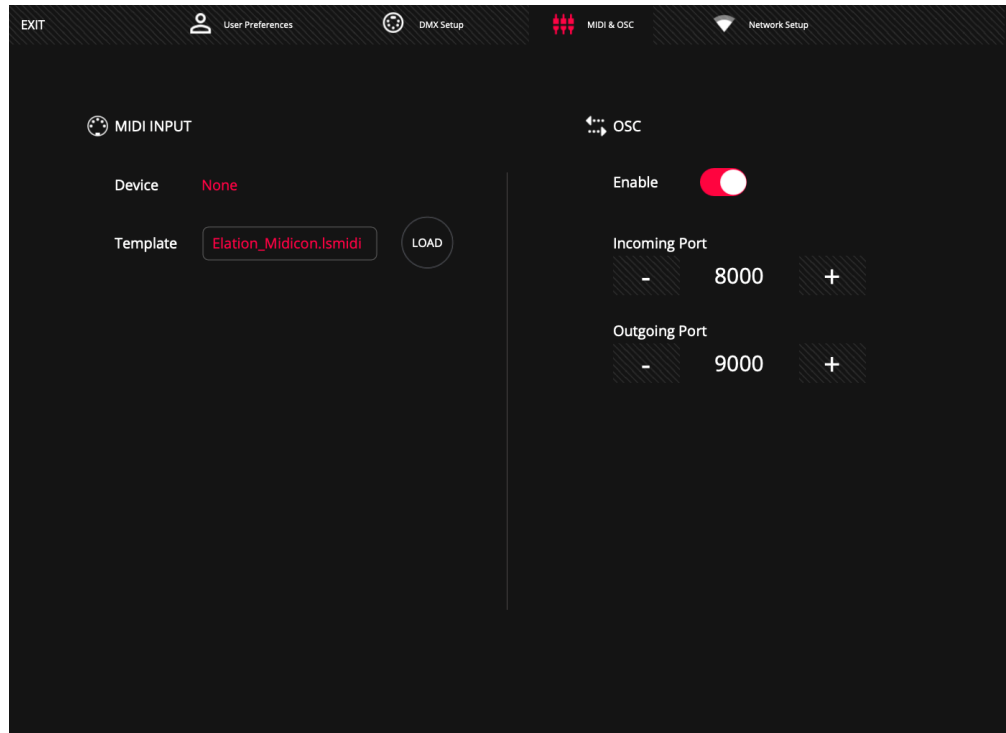 EXIT
User Preferences
DMX Setup
MIDI & OSC
Network Setup
MIDI INPUT
Device None
Template Elation_Midicon.lsmidi LOAD
OSC
Enable
Incoming Port
- 8000 +
Outgoing Port
- 9000 +